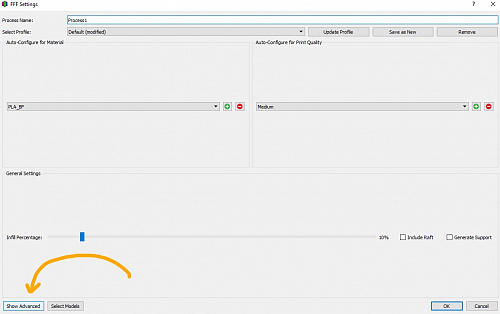 FFF Settings
Process Name: Process1
Select Profile: Default (modified) Update Profile Save as New Remove
Auto-Configure for Material Auto-Configure for Print Quality
PLA_BP Medium
General Settings
Infill Percentage: 10% Include Raft Generate Support
Show Advanced Select Models OK Cancel